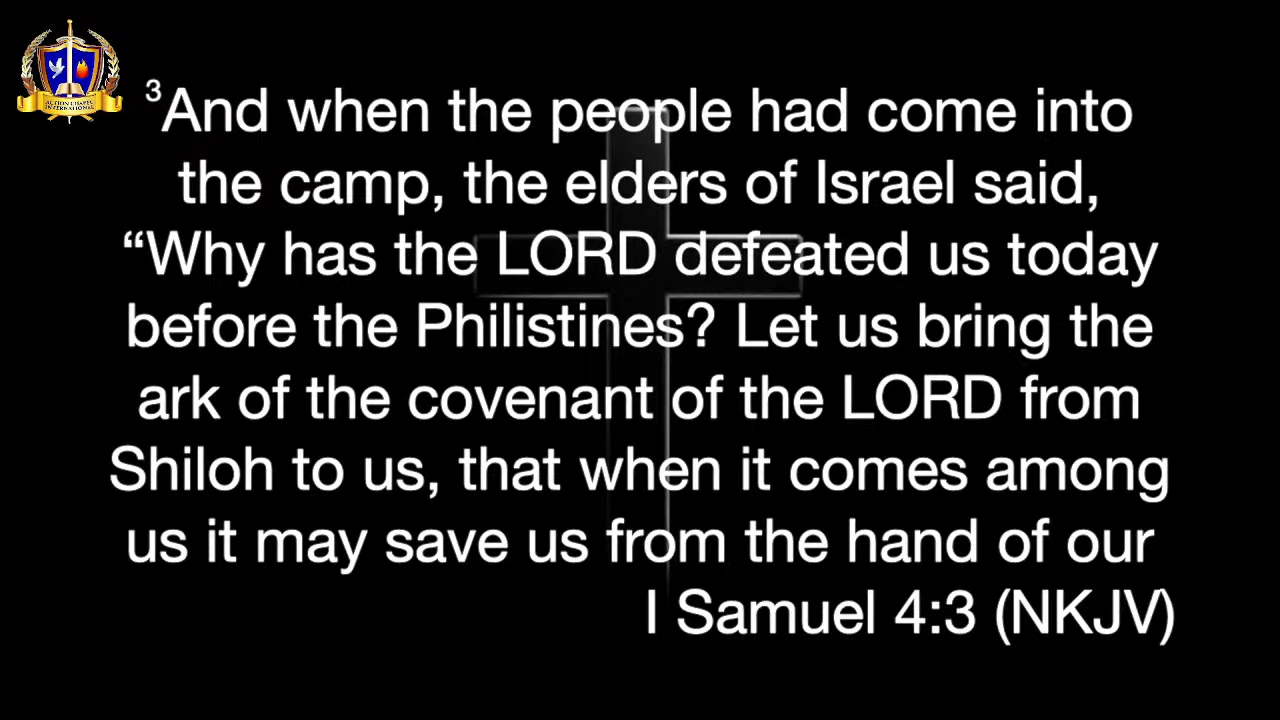 ACTION CHAPEL
INTERNATIONAL
³And when the people had come into
the camp, the elders of Israel said,
“Why has the LORD defeated us today
before the Philistines? Let us bring the
ark of the covenant of the LORD from
Shiloh to us, that when it comes among
us it may save us from the hand of our
I Samuel 4:3 (NKJV)